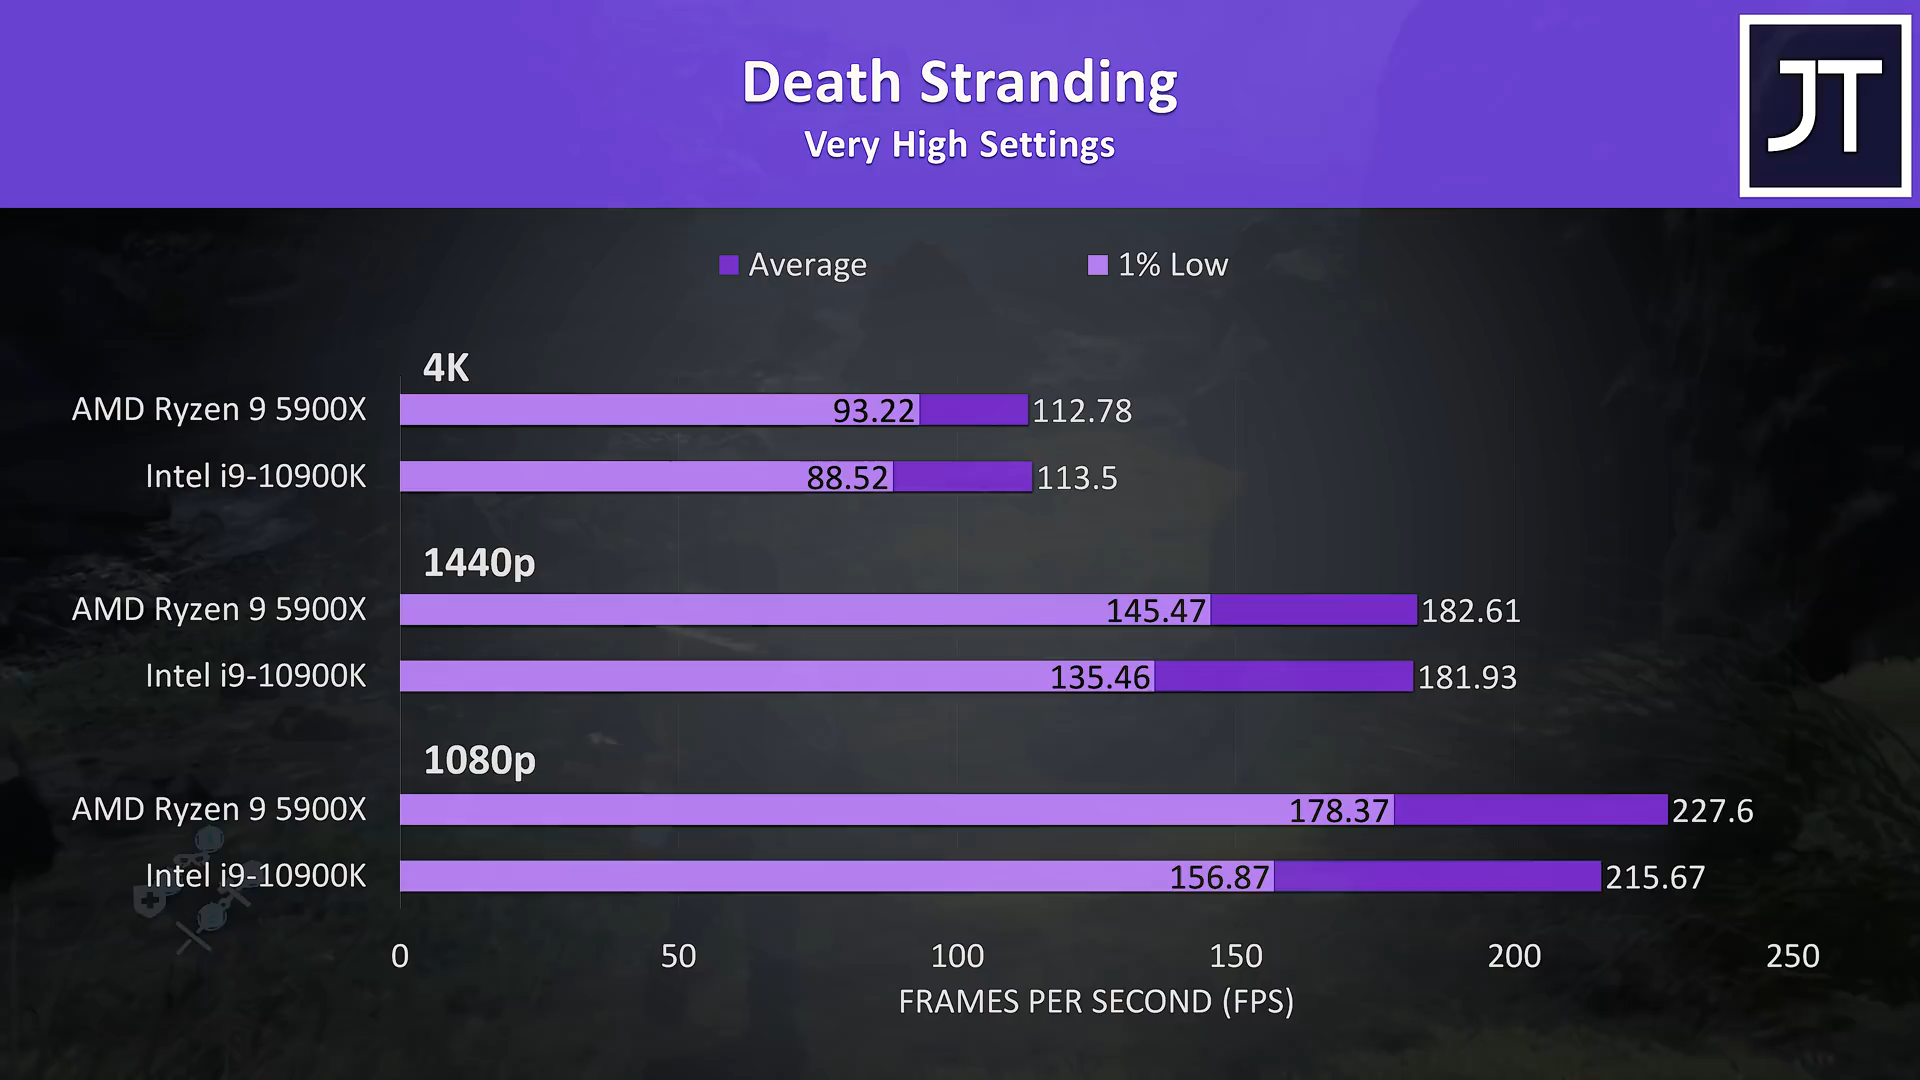 Death Stranding
Very High Settings
JT
Average
1% Low
4K
AMD Ryzen 9 5900X 93.22 112.78
Intel i9-10900K 88.52 113.5
1440p
AMD Ryzen 9 5900X 145.47 182.61
Intel i9-10900K 135.46 181.93
1080p
AMD Ryzen 9 5900X 178.37 227.6
Intel i9-10900K 156.87 215.67
0 50 100 150 200 250
FRAMES PER SECOND (FPS)